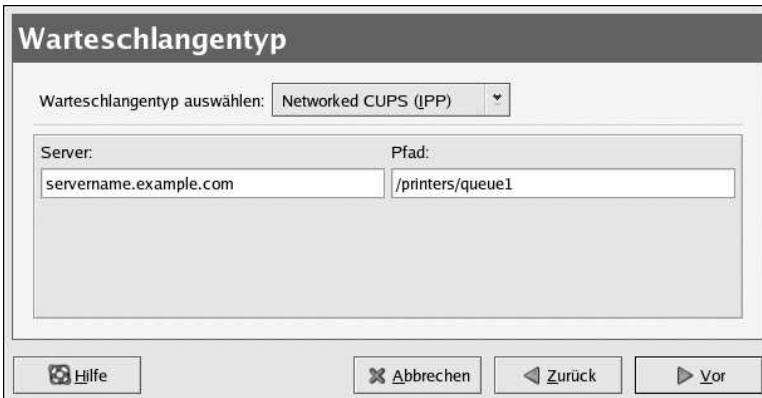 Warteschlangentyp
Warteschlangentyp auswählen: Networked CUPS (IPP)
Server: Pfad:
servername.example.com /printers/queue1
Hilfe Abbrechen Zurück Vor